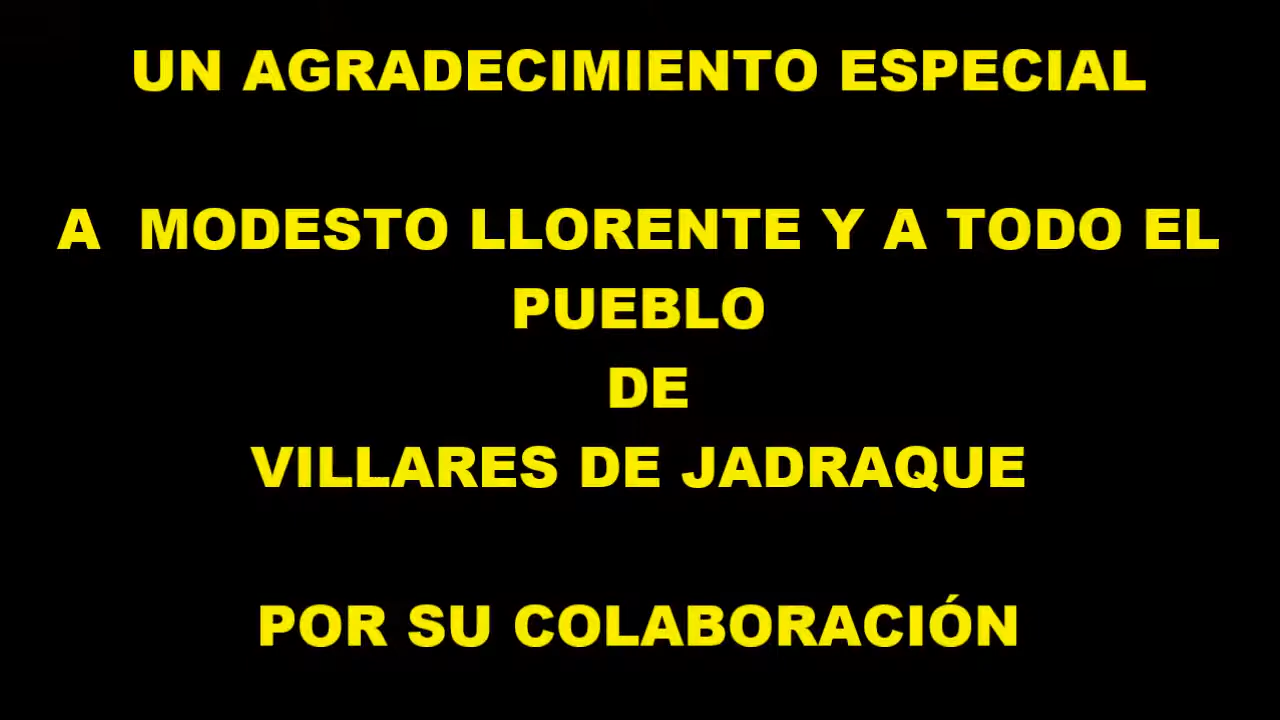 UN AGRADECIMIENTO ESPECIAL
A MODESTO LLORENTE Y A TODO EL
PUEBLO
DE
VILLARES DE JADRAQUE
POR SU COLABORACIÓN